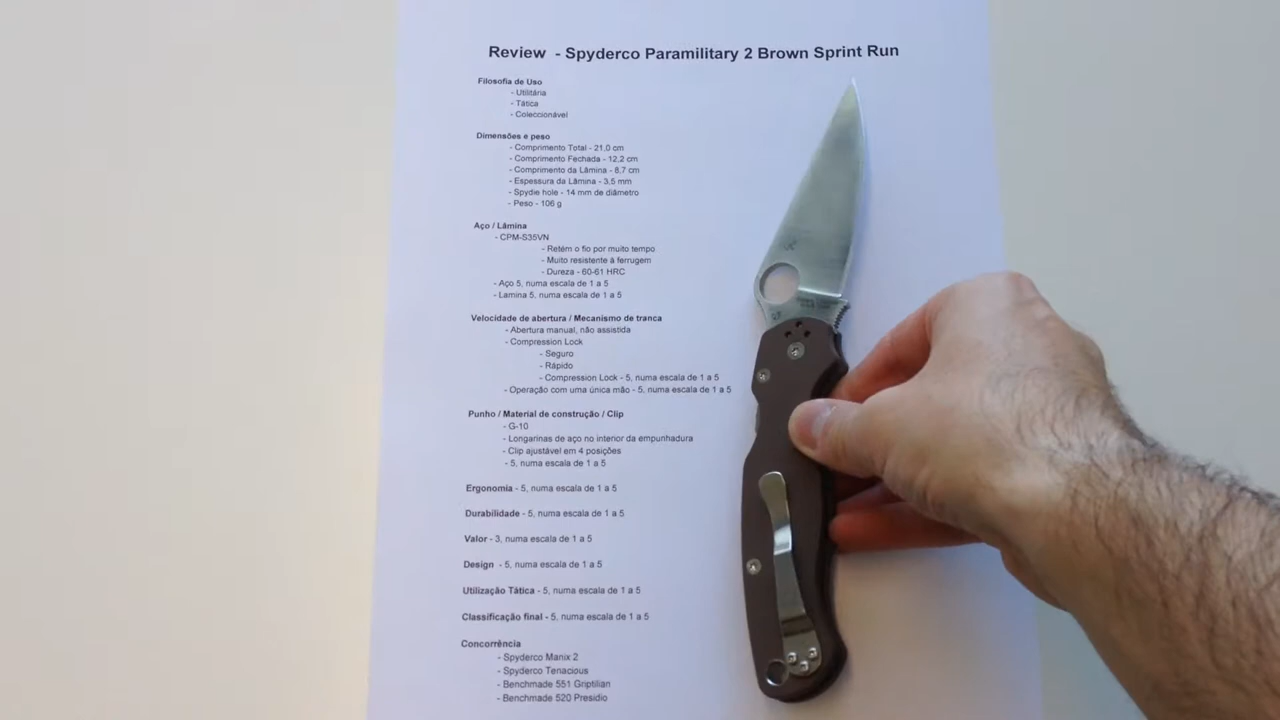 Review - Spyderco Paramilitary 2 Brown Sprint Run
Filosofia de Uso
- Utilitária
- Tática
- Coleccionável
Dimensões e peso
- Comprimento Total - 21,0 cm
- Comprimento Fechada - 12,2 cm
- Comprimento da Lâmina - 8,7 cm
- Espessura da Lâmina - 3,5 mm
- Spydie hole - 14 mm de diâmetro
- Peso - 106 g
Aço / Lâmina
- CPM-S35VN
- Retém o fio por muito tempo
- Muito resistente à ferrugem
- Dureza - 60-61 HRC
- Aço 5, numa escala de 1 a 5
- Lamina 5, numa escala de 1 a 5
Velocidade de abertura / Mecanismo de tranca
- Abertura manual, não assistida
- Compression Lock
- Seguro
- Rápido
- Compression Lock - 5, numa escala de 1 a 5
- Operação com uma única mão - 5, numa escala de 1 a 5
Punho / Material de construção / Clip
- G-10
- Longarinas de aço no interior da empunhadura
- Clip ajustável em 4 posições
- 5, numa escala de 1 a 5
Ergonomia - 5, numa escala de 1 a 5
Durabilidade - 5, numa escala de 1 a 5
Valor - 3, numa escala de 1 a 5
Design - 5, numa escala de 1 a 5
Utilização Tática - 5, numa escala de 1 a 5
Classificação final - 5, numa escala de 1 a 5
Concorrência
- Spyderco Manix 2
- Spyderco Tenacious
- Benchmade 551 Griptilian
- Benchmade 520 Presidio